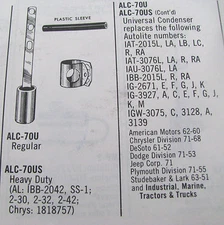 PLASTIC SLEEVE
ALC-70U
Regular
ALC-70US
Heavy Duty
(AL: IBB-2042, SS-1;
2-30, 2-32, 2-42;
Chrys: 1818757)
ALC-70U
ALC-70US (Cont'd)
Universal Condenser
replaces the following
Autolite numbers:
IAT-2015L, LA, LB, LC,
R, RA
IAT-3076L, LA, R, RA
IAU-3076L, LA
IBB-2015L, R, RA
IG-2671, E, F, G, J, K
IG-3927, A, C, E, F, G, J,
K, M
IGW-3075, C, 3128, A,
3139
American Motors 62-60
Chrysler Division 71-68
DeSoto 61-52
Dodge Division 71-53
Jeep Corp. 71
Plymouth Division 71-55
Studebaker & Lark 63-51
and Industrial, Marine,
Tractors & Trucks